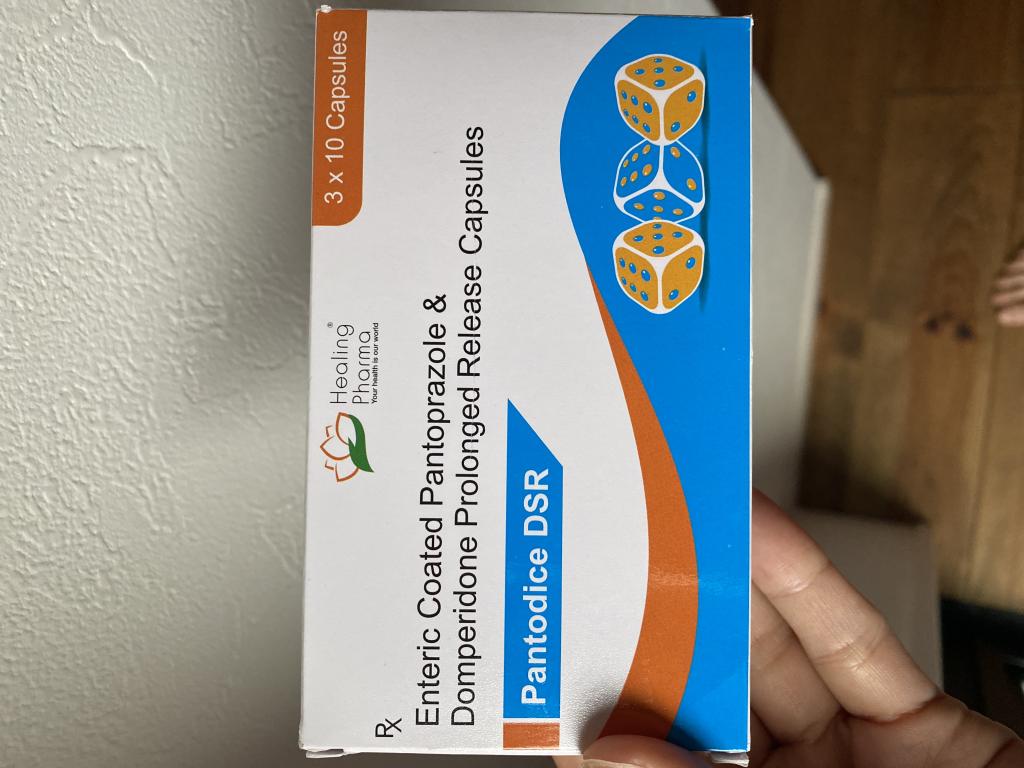 3 x 10 Capsules
Healing®
Pharma
Your health is our world
Rx
Enteric Coated Pantoprazole &
Domperidone Prolonged Release Capsules
Pantodice DSR